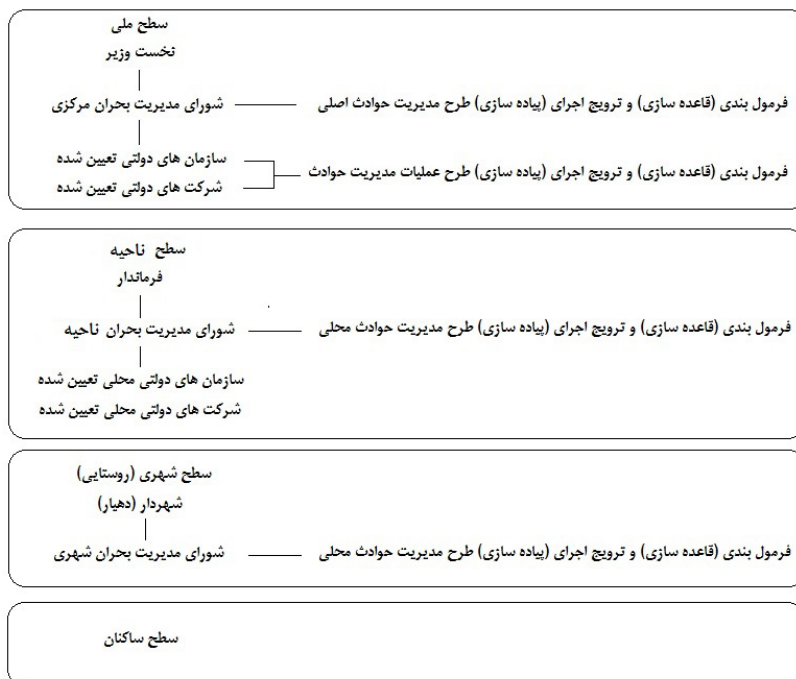 سطح ملی
نخست وزیر
شورای مدیریت بحران مرکزی
فرمول بندی (قاعده سازی) و ترویج اجرای (پیاده سازی) طرح مدیریت حوادث اصلی
سازمان های دولتی تعیین شده
شرکت های دولتی تعیین شده
فرمول بندی (قاعده سازی) و ترویج اجرای (پیاده سازی) طرح عملیات مدیریت حوادث
سطح ناحیه
فرماندار
شورای مدیریت بحران ناحیه
فرمول بندی (قاعده سازی) و ترویج اجرای (پیاده سازی) طرح مدیریت حوادث محلی
سازمان های دولتی محلی تعیین شده
شرکت های دولتی محلی تعیین شده
سطح شهری (روستایی)
شهردار (دهیار)
شورای مدیریت بحران شهری
فرمول بندی (قاعده سازی) و ترویج اجرای (پیاده سازی) طرح مدیریت حوادث محلی
سطح ساکنان